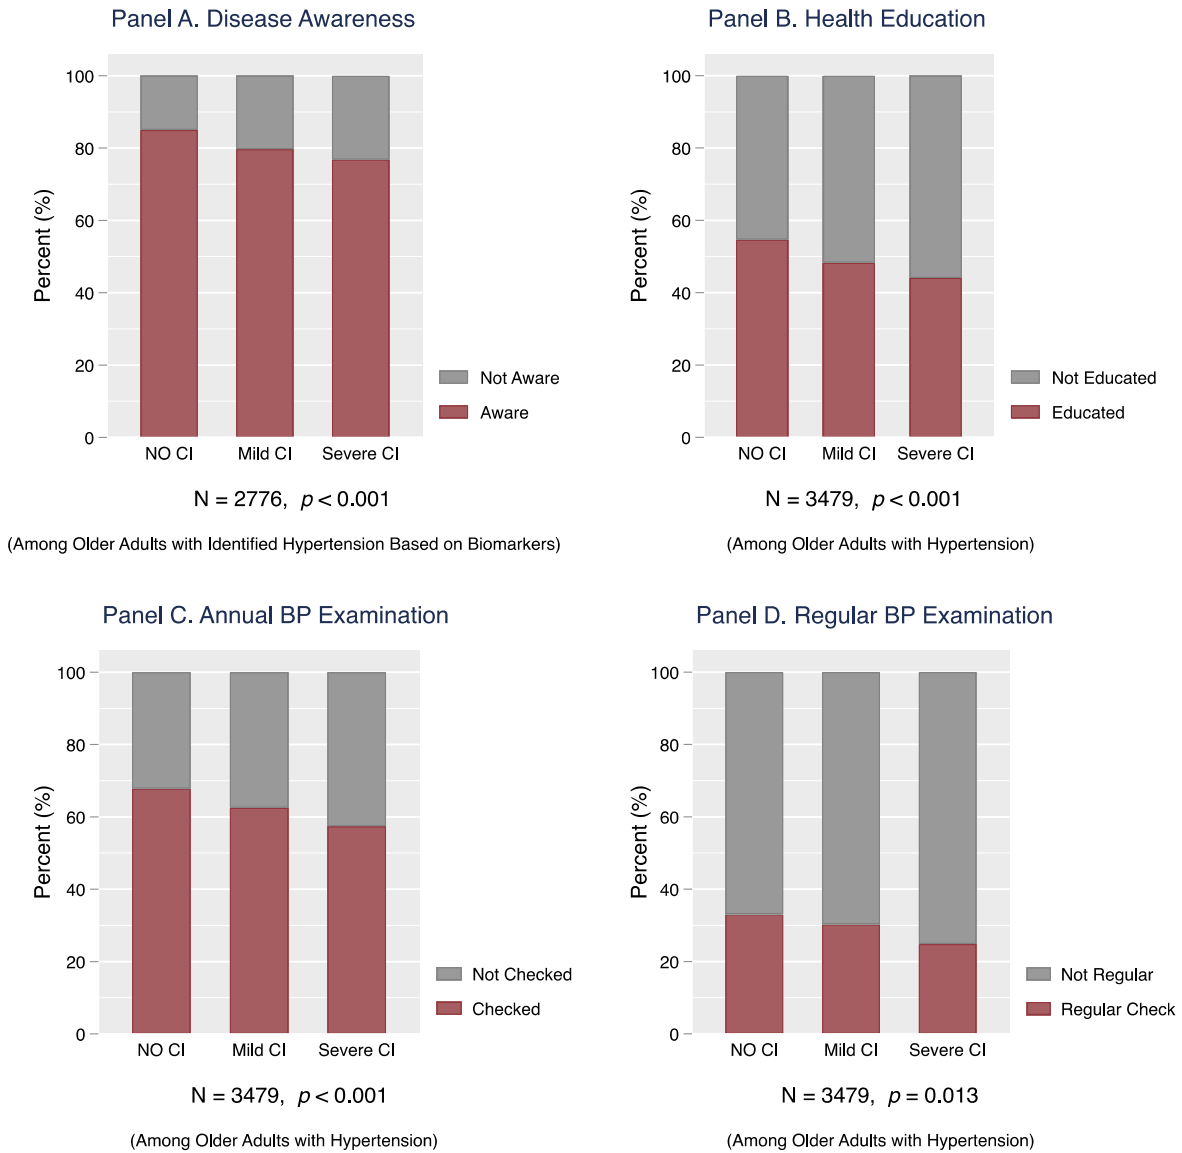 Panel A. Disease Awareness
Percent (%)
100
80
60
40
20
0
NO CI Mild CI Severe CI
Not Aware
Aware
N = 2776, p < 0.001
(Among Older Adults with Identified Hypertension Based on Biomarkers)
Panel B. Health Education
Percent (%)
100
80
60
40
20
0
NO CI Mild CI Severe CI
Not Educated
Educated
N = 3479, p < 0.001
(Among Older Adults with Hypertension)
Panel C. Annual BP Examination
Percent (%)
100
80
60
40
20
0
NO CI Mild CI Severe CI
Not Checked
Checked
N = 3479, p < 0.001
(Among Older Adults with Hypertension)
Panel D. Regular BP Examination
Percent (%)
100
80
60
40
20
0
NO CI Mild CI Severe CI
Not Regular
Regular Check
N = 3479, p = 0.013
(Among Older Adults with Hypertension)